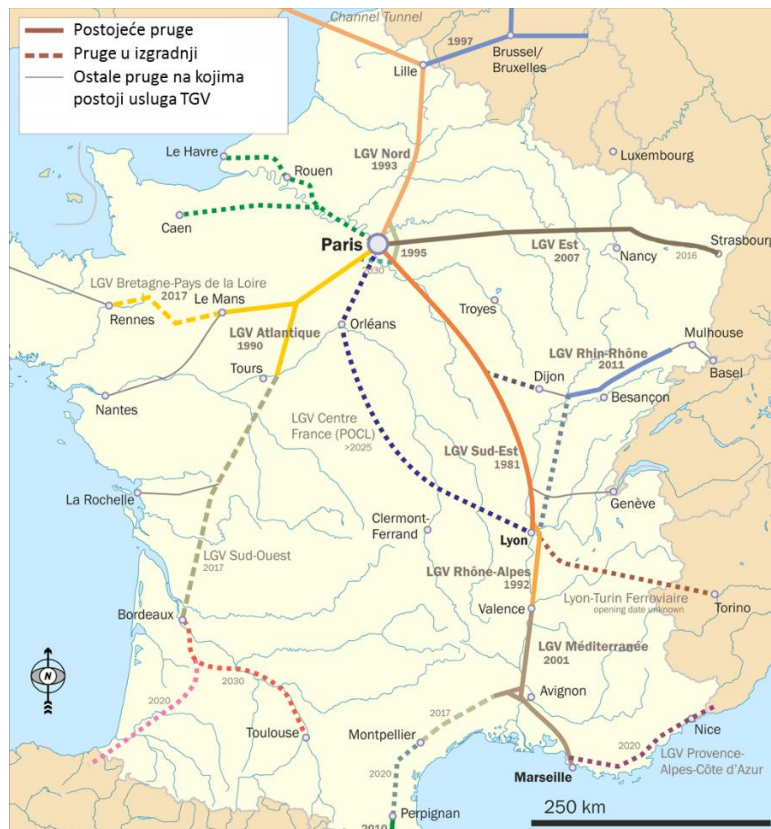 Postojeće pruge
Pruge u izgradnji
Ostale pruge na kojima
postoji usluga TGV
Channel Tunnel
1997
Brussel/
Bruxelles
Lille
Le Havre
Rouen
LGV Nord
1993
Luxembourg
Caen
Paris
1995
2030
LGV Est
2007
Nancy
2016
Strasbourg
LGV Bretagne-Pays de la Loire
2017
Le Mans
Rennes
LGV Atlantique
1990
Orléans
Troyes
Mulhouse
LGV Rhin-Rhône
2011
Basel
Tours
Dijon
Besançon
Nantes
LGV Centre
France (POCL)
>2025
LGV Sud-Est
1981
La Rochelle
Genève
Clermont-
Ferrand
Lyon
LGV Sud-Ouest
2017
LGV Rhône-Alpes
1992
Lyon-Turin Ferroviaire
opening date unknown
Torino
Valence
Bordeaux
LGV Méditerranée
2001
N
2020
2030
Avignon
2017
Toulouse
Montpellier
Nice
2020
2020
LGV Provence-
Alpes-Côte d'Azur
Marseille
Perpignan
2010
250 km